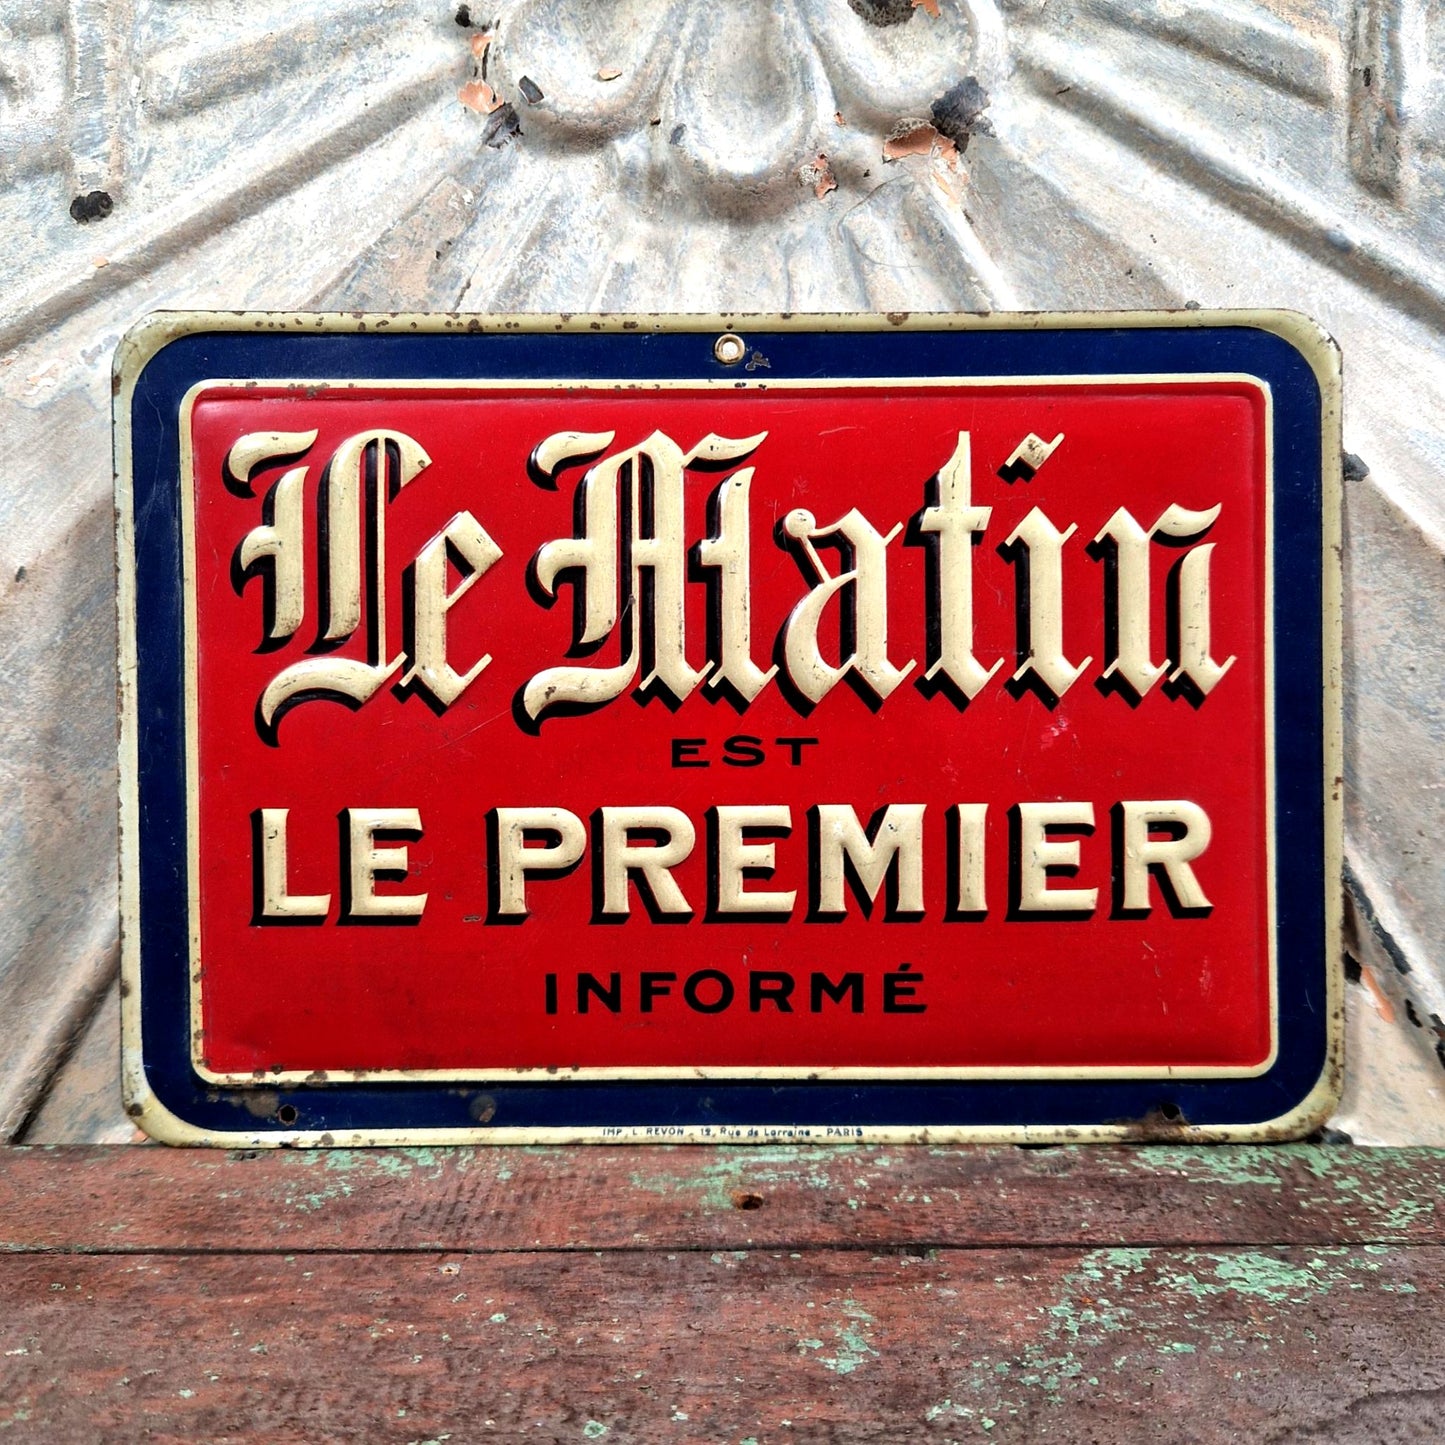 Le Matin
EST
LE PREMIER
INFORMÉ
IMP. L. REVON _ 12, Rue de Lorraine _ PARIS